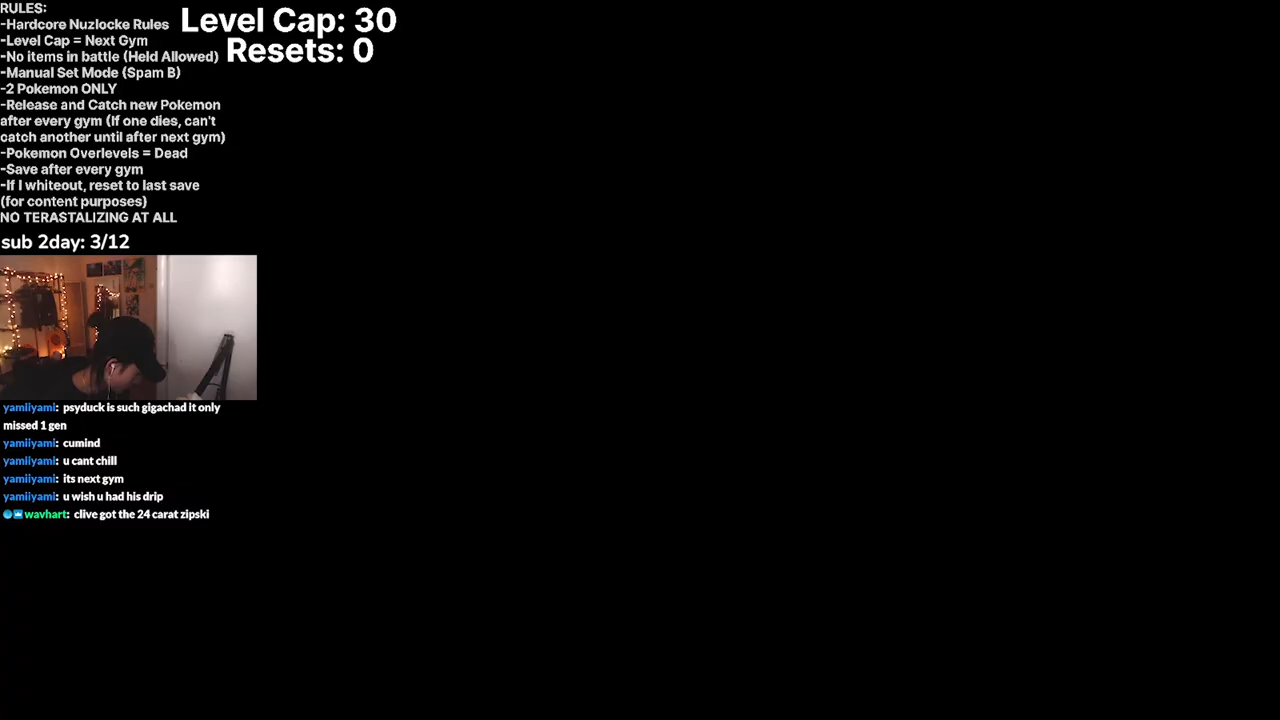 RULES:
-Hardcore Nuzlocke Rules
-Level Cap = Next Gym
-No items in battle (Held Allowed)
-Manual Set Mode (Spam B)
-2 Pokemon ONLY
-Release and Catch new Pokemon
after every gym (If one dies, can't
catch another until after next gym)
-Pokemon Overlevels = Dead
-Save after every gym
-If I whiteout, reset to last save
(for content purposes)
NO TERASTALIZING AT ALL
Level Cap: 30
Resets: 0
sub 2day: 3/12
yamiiyami: psyduck is such gigachad it only
missed 1 gen
yamiiyami: cumind
yamiiyami: u cant chill
yamiiyami: its next gym
yamiiyami: u wish u had his drip
wavhart: clive got the 24 carat zipski